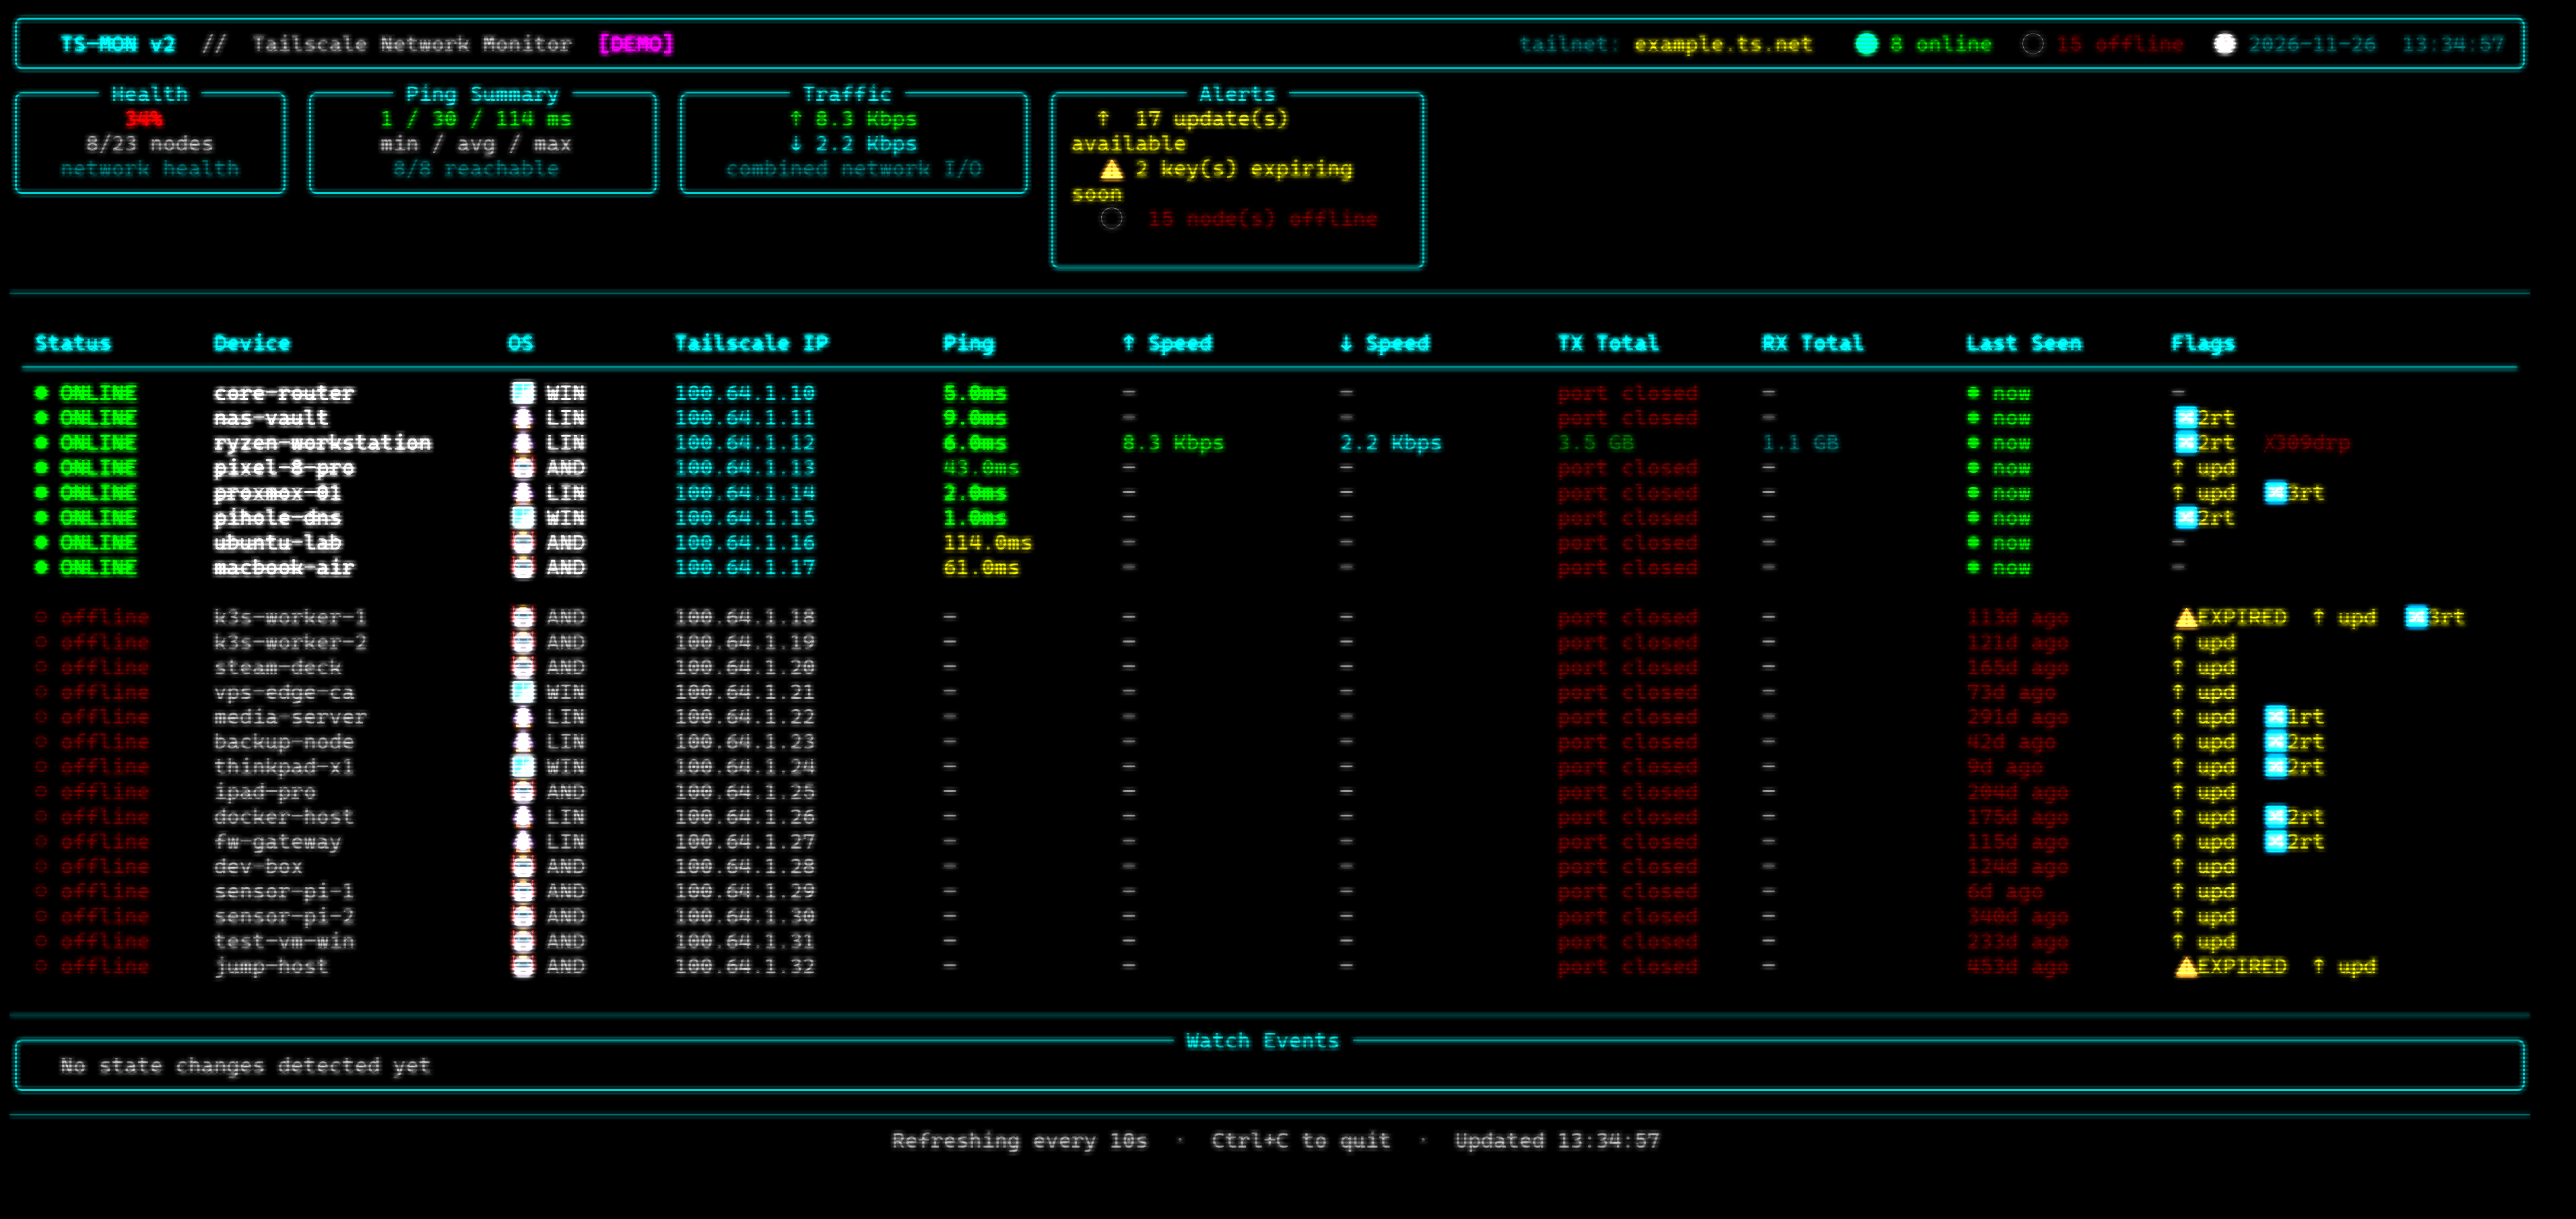 TS-MON v2 // Tailscale Network Monitor [DEMO] tailnet: example.ts.net 8 online 15 offline 2026-11-26 13:34:57
Health Ping Summary Traffic Alerts
34% 1 / 30 / 114 ms ↑ 8.3 Kbps ↑ 17 update(s)
8/23 nodes min / avg / max ↓ 2.2 Kbps available
network health 8/8 reachable combined network I/O ⚠ 2 key(s) expiring
soon
○ 15 node(s) offline
Status Device OS Tailscale IP Ping ↑ Speed ↓ Speed TX Total RX Total Last Seen Flags
● ONLINE core-router WIN 100.64.1.10 5.0ms — — port closed — ● now —
● ONLINE nas-vault LIN 100.64.1.11 9.0ms — — port closed — ● now 2rt
● ONLINE ryzen-workstation LIN 100.64.1.12 6.0ms 8.3 Kbps 2.2 Kbps 3.5 GB 1.1 GB ● now 2rt X309drp
● ONLINE pixel-8-pro AND 100.64.1.13 43.0ms — — port closed — ● now ↑ upd
● ONLINE proxmox-01 LIN 100.64.1.14 2.0ms — — port closed — ● now ↑ upd 3rt
● ONLINE pihole-dns WIN 100.64.1.15 1.0ms — — port closed — ● now 2rt
● ONLINE ubuntu-lab AND 100.64.1.16 114.0ms — — port closed — ● now —
● ONLINE macbook-air AND 100.64.1.17 61.0ms — — port closed — ● now —
○ offline k3s-worker-1 AND 100.64.1.18 — — — port closed — 113d ago ⚠EXPIRED ↑ upd 3rt
○ offline k3s-worker-2 AND 100.64.1.19 — — — port closed — 121d ago ↑ upd
○ offline steam-deck AND 100.64.1.20 — — — port closed — 165d ago ↑ upd
○ offline vps-edge-ca WIN 100.64.1.21 — — — port closed — 73d ago ↑ upd
○ offline media-server LIN 100.64.1.22 — — — port closed — 291d ago ↑ upd 1rt
○ offline backup-node LIN 100.64.1.23 — — — port closed — 42d ago ↑ upd 2rt
○ offline thinkpad-x1 WIN 100.64.1.24 — — — port closed — 9d ago ↑ upd 2rt
○ offline ipad-pro AND 100.64.1.25 — — — port closed — 204d ago ↑ upd
○ offline docker-host LIN 100.64.1.26 — — — port closed — 175d ago ↑ upd 2rt
○ offline fw-gateway LIN 100.64.1.27 — — — port closed — 115d ago ↑ upd 2rt
○ offline dev-box AND 100.64.1.28 — — — port closed — 124d ago ↑ upd
○ offline sensor-pi-1 AND 100.64.1.29 — — — port closed — 6d ago ↑ upd
○ offline sensor-pi-2 AND 100.64.1.30 — — — port closed — 340d ago ↑ upd
○ offline test-vm-win AND 100.64.1.31 — — — port closed — 233d ago ↑ upd
○ offline jump-host AND 100.64.1.32 — — — port closed — 453d ago ⚠EXPIRED ↑ upd
Watch Events
No state changes detected yet
Refreshing every 10s · Ctrl+C to quit · Updated 13:34:57